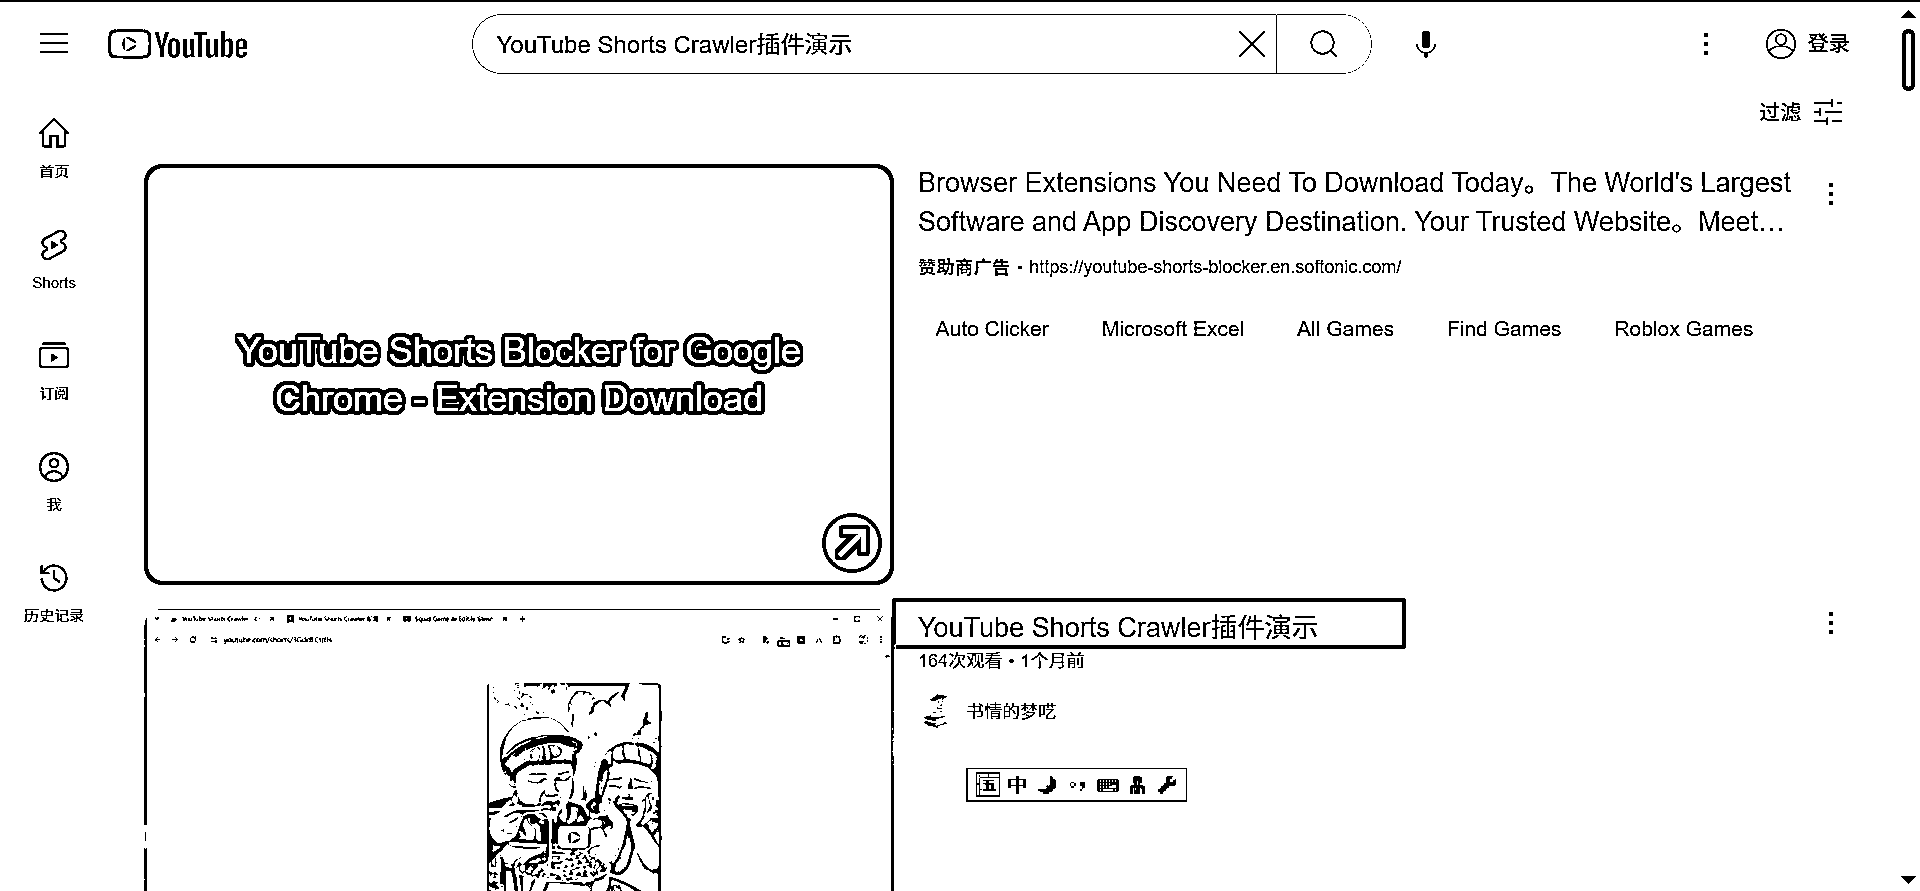 YouTube
YouTube Shorts Crawler插件演示
登录
过滤
首页
Shorts
订阅
我
历史记录
YouTube Shorts Blocker for Google
Chrome - Extension Download
Browser Extensions You Need To Download Today。The World's Largest
Software and App Discovery Destination. Your Trusted Website。Meet...
赞助商广告・https://youtube-shorts-blocker.en.softonic.com/
Auto Clicker Microsoft Excel All Games Find Games Roblox Games
YouTube Shorts Crawler插件演示
164次观看・1个月前
书情的梦呓
五 中